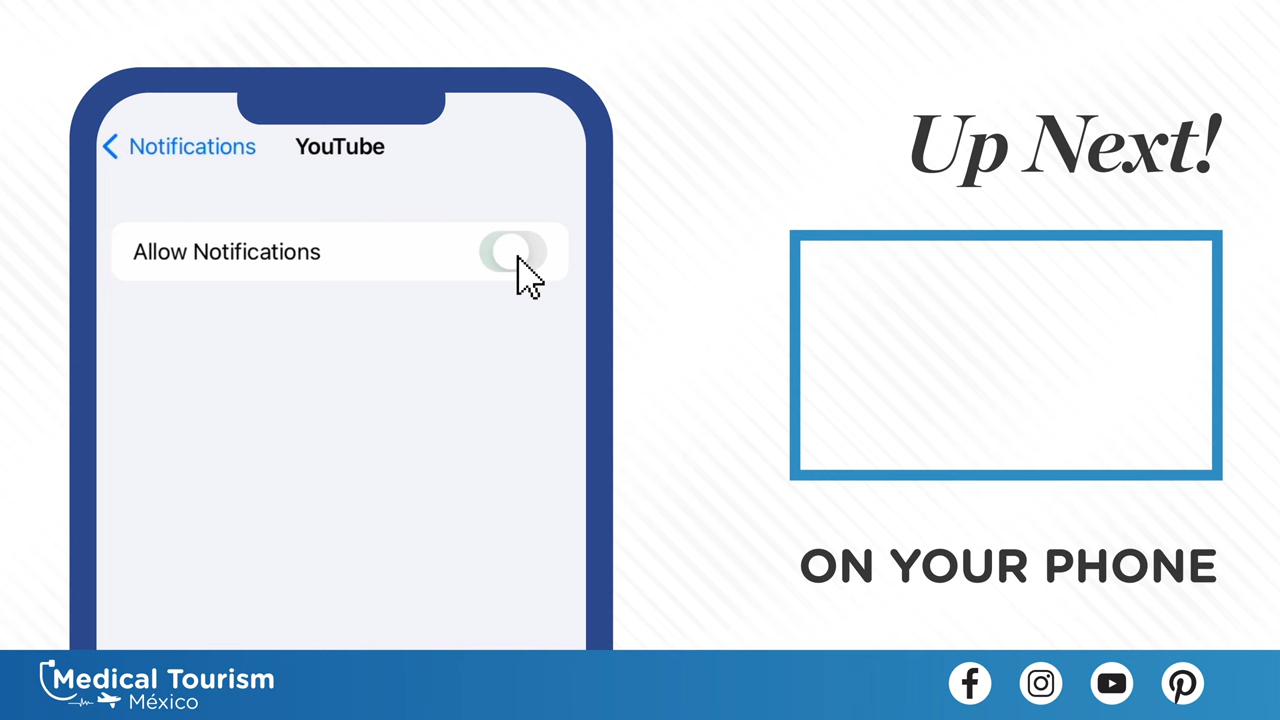 Notifications
YouTube
Allow Notifications
Up Next!
ON YOUR PHONE
Medical Tourism
México